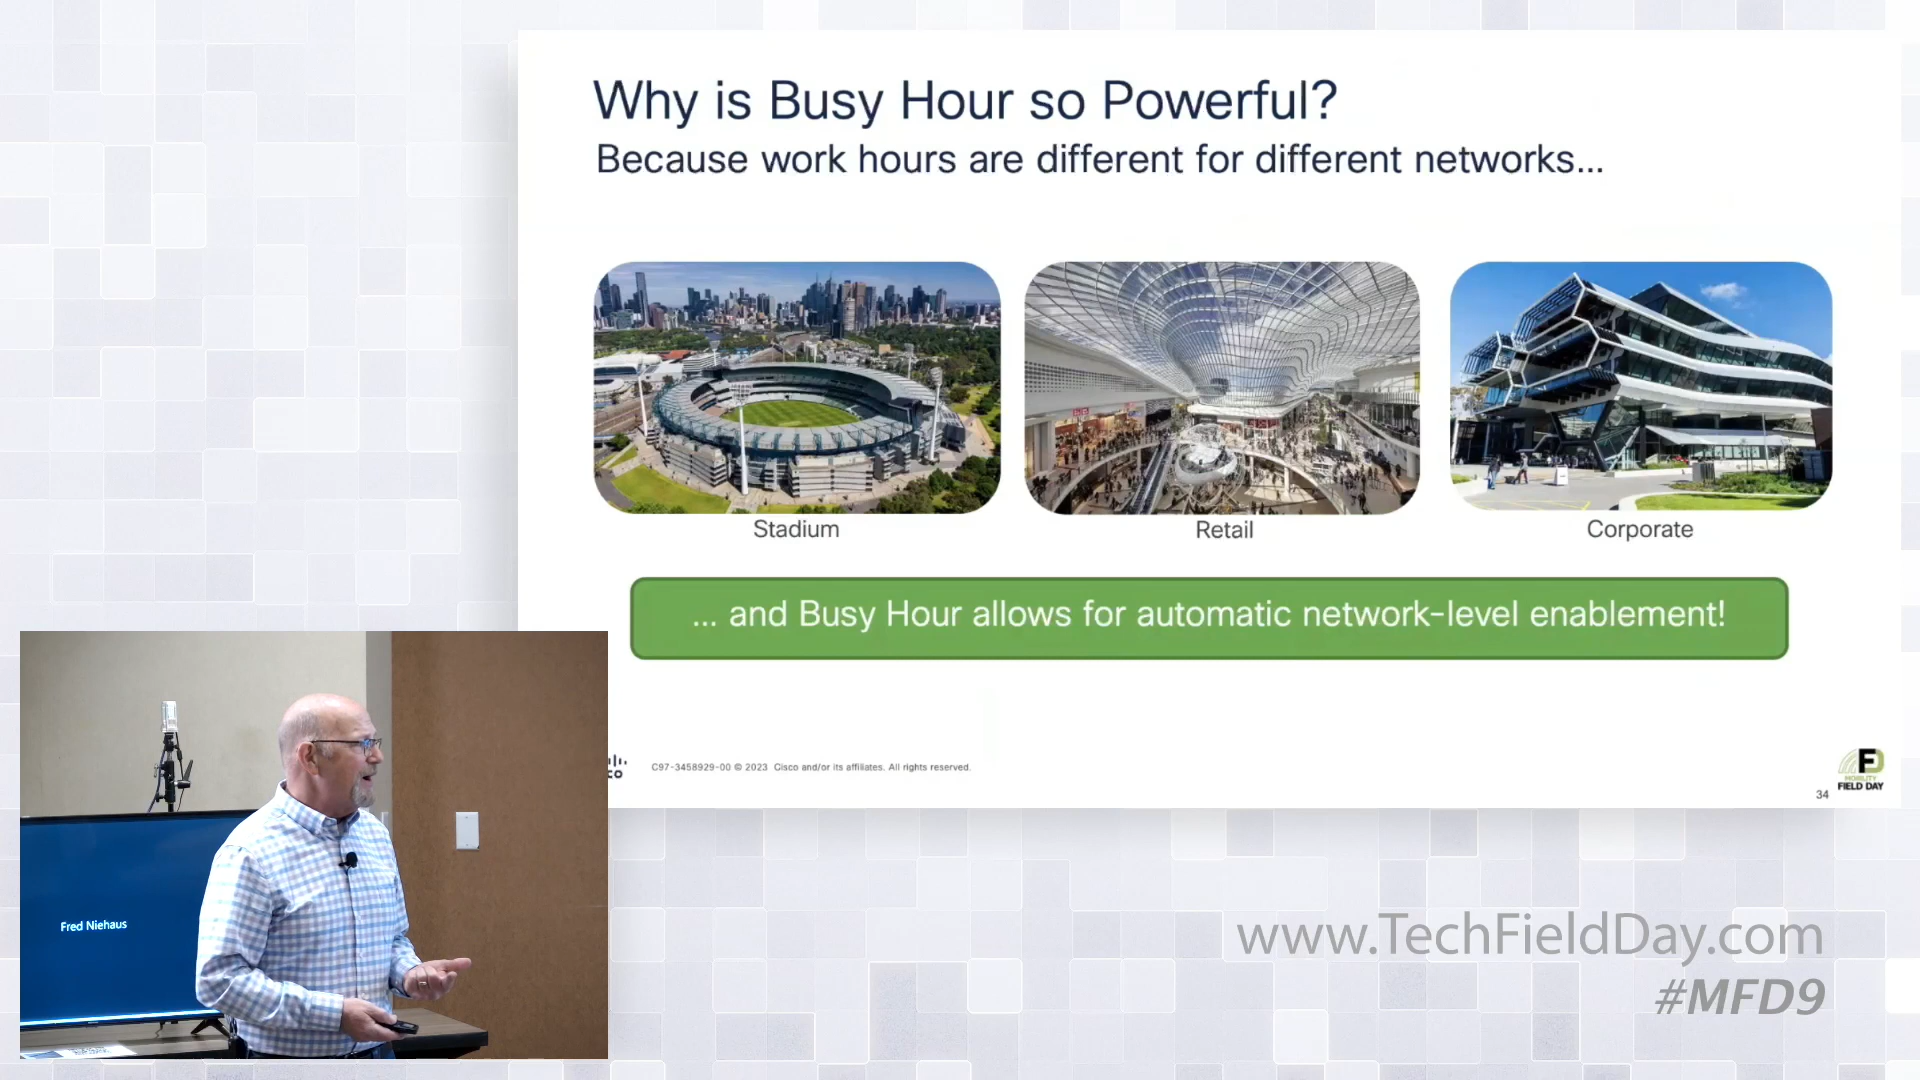 Why is Busy Hour so Powerful?
Because work hours are different for different networks...
Stadium
Retail
Corporate
... and Busy Hour allows for automatic network-level enablement!
C97-3458929-00 © 2023 Cisco and/or its affiliates. All rights reserved.
34
F
MOBILITY
FIELD DAY
Fred Niehaus
www.TechFieldDay.com
#MFD9